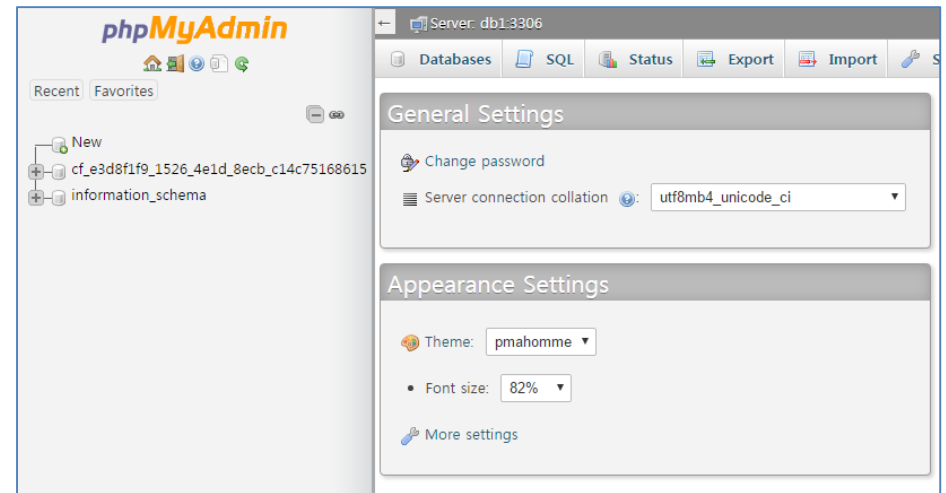 phpMyAdmin
Recent Favorites
New
cf_e3d8f1f9_1526_4e1d_8ecb_c14c75168615
information_schema
Server: db1:3306
Databases SQL Status Export Import S
General Settings
Change password
Server connection collation : utf8mb4_unicode_ci
Appearance Settings
Theme: pmahomme
Font size: 82%
More settings